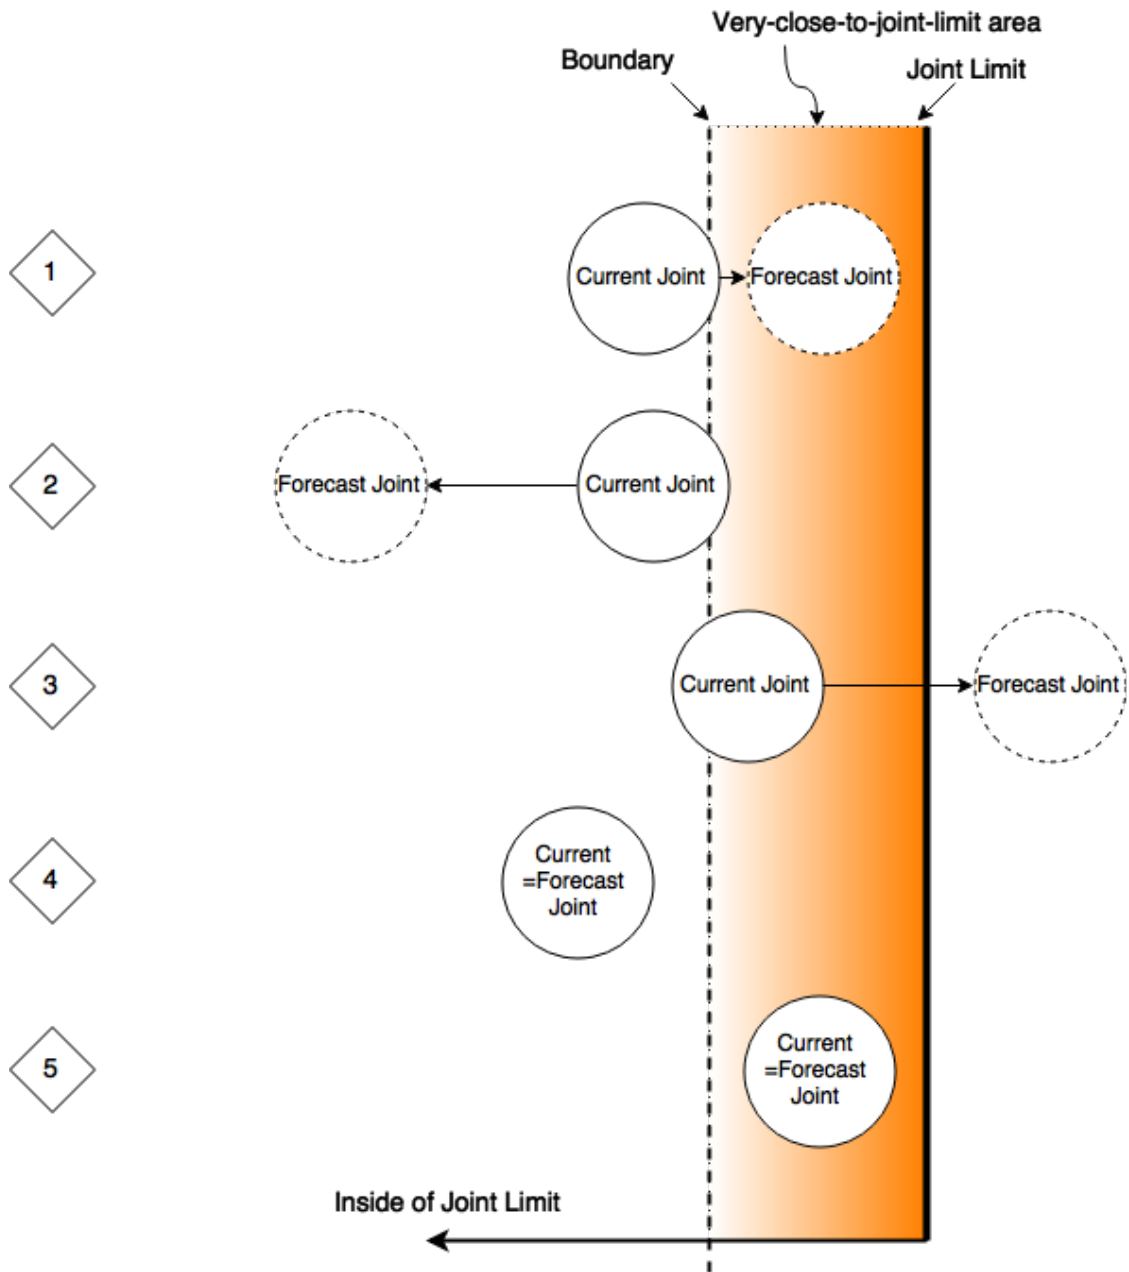 Very-close-to-joint-limit area
Boundary
Joint Limit
1
Current Joint
Forecast Joint
2
Forecast Joint
Current Joint
3
Current Joint
Forecast Joint
4
Current
=Forecast
Joint
5
Current
=Forecast
Joint
Inside of Joint Limit